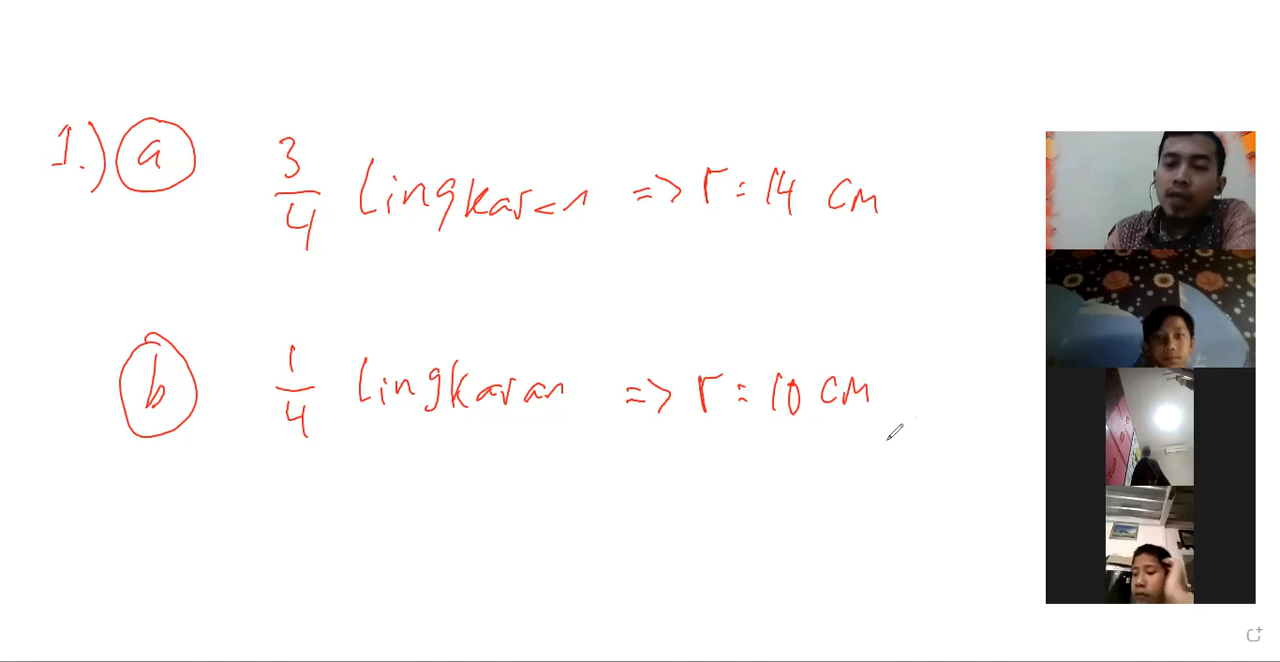 1.) a 3/4 lingkaran => r = 14 cm
b 1/4 lingkaran => r = 10 cm